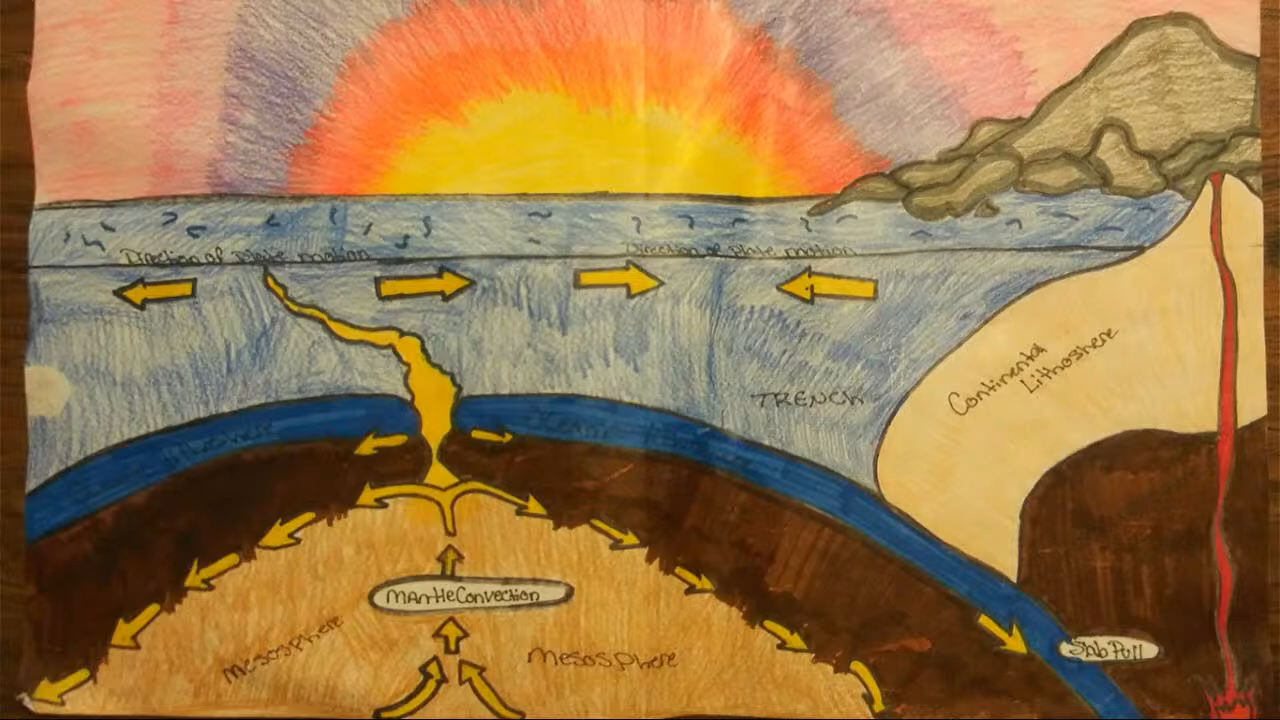 Direction of plate motion
Direction of plate motion
TRENCH
Continental
Lithoshere
Mantle Convection
Mesosphere
Mesosphere
Slab Pull